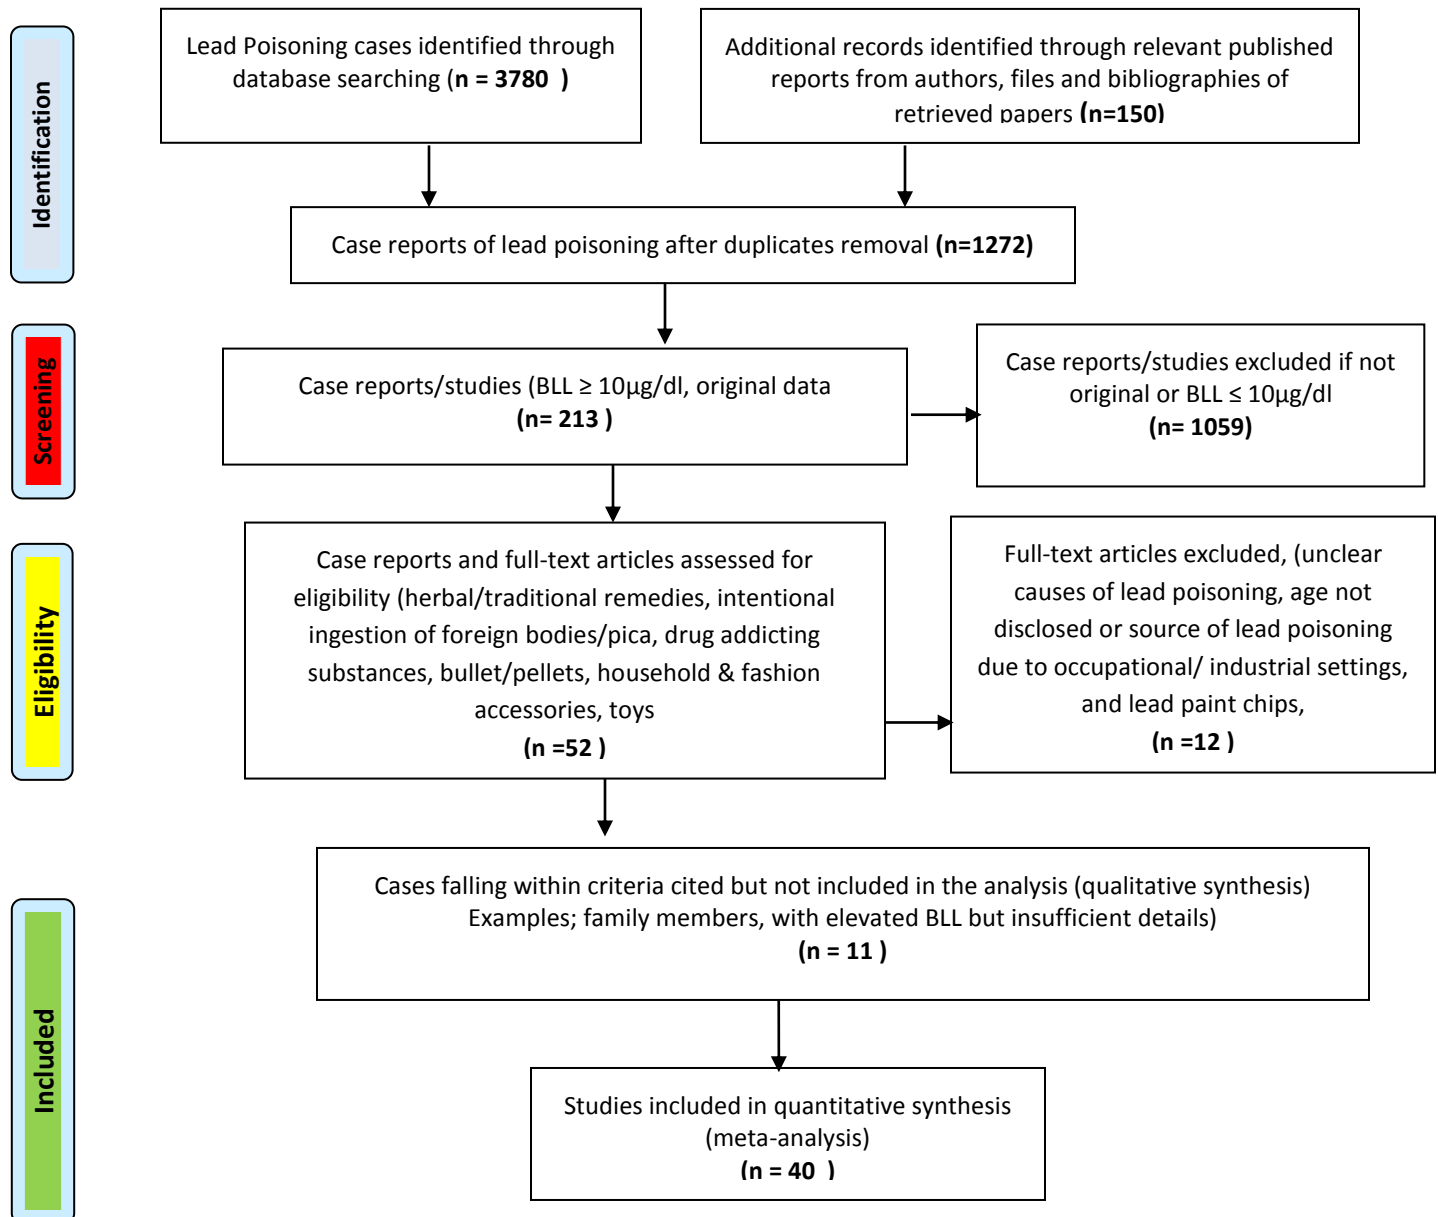 Identification
Lead Poisoning cases identified through
database searching (n = 3780  )
Additional records identified through relevant published
reports from authors, files and bibliographies of
retrieved papers (n=150)
Case reports of lead poisoning after duplicates removal (n=1272)
Screening
Case reports/studies (BLL ≥ 10µg/dl, original data
(n= 213 )
Case reports/studies excluded if not
original or BLL ≤ 10µg/dl
(n= 1059)
Eligibility
Case reports and full-text articles assessed for
eligibility (herbal/traditional remedies, intentional
ingestion of foreign bodies/pica, drug addicting
substances, bullet/pellets, household & fashion
accessories, toys
(n =52 )
Full-text articles excluded, (unclear
causes of lead poisoning, age not
disclosed or source of lead poisoning
due to occupational/ industrial settings,
and lead paint chips,
(n =12 )
Included
Cases falling within criteria cited but not included in the analysis (qualitative synthesis)
Examples; family members, with elevated BLL but insufficient details)
(n = 11 )
Studies included in quantitative synthesis
(meta-analysis)
(n = 40  )